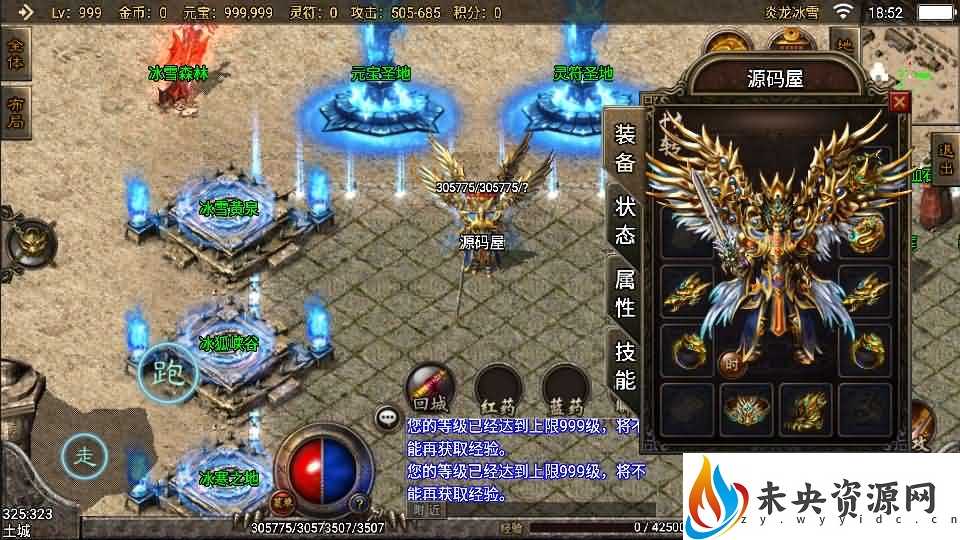 Lv: 999 金币: 0 元宝: 999,999 灵符: 0 攻击: 505-685 积分: 0
炎龙冰雪 18:52
全体
布局
冰雪森林
元宝圣地
灵符圣地
地
源码屋
装备
状态
属性
技能
退出
305775/305775/?
源码屋
冰雪黄泉
冰狐峡谷
冰寒之地
跑
走
时
回城
红药
蓝药
您的等级已经达到上限999级，将不
能再获取经验。
您的等级已经达到上限999级，将不
能再获取经验。
附近
325:323
土城
305775/30573507/3507
经验
0/42500
未央资源网
zy.wyyidc.cn